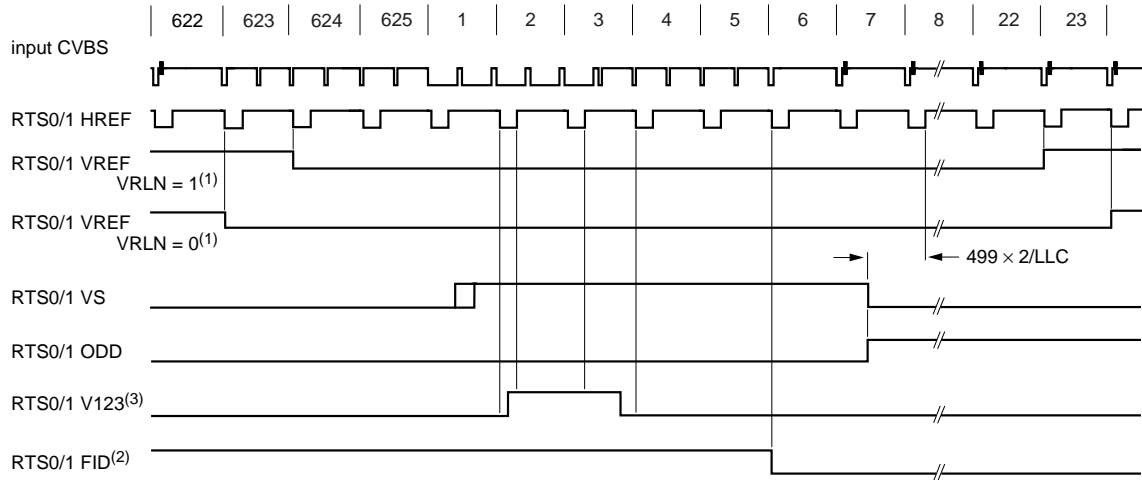 622 623 624 625 1 2 3 4 5 6 7 8 22 23
input CVBS
RTS0/1 HREF
RTS0/1 VREF
VRLN = 1(1)
RTS0/1 VREF
VRLN = 0(1)
499 × 2/LLC
RTS0/1 VS
RTS0/1 ODD
RTS0/1 V123(3)
RTS0/1 FID(2)